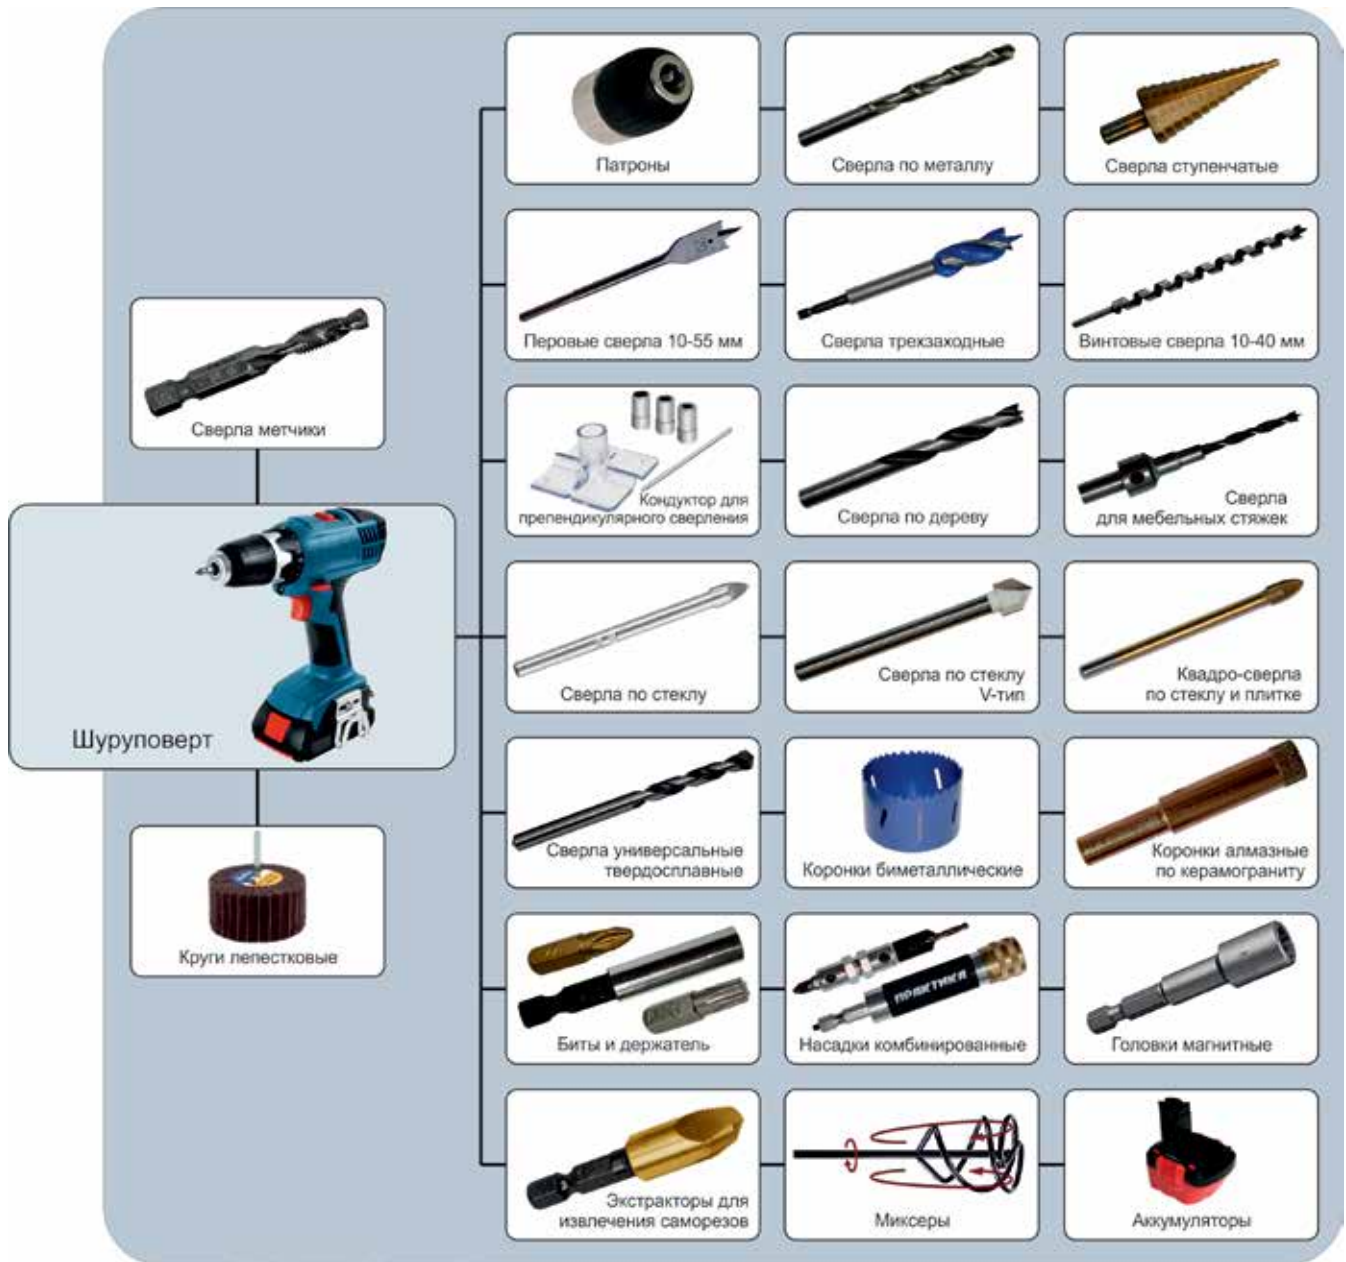 Патроны
Сверла по металлу
Сверла ступенчатые
Перовые сверла 10-55 мм
Сверла трехзаходные
Винтовые сверла 10-40 мм
Сверла метчики
Кондуктор для
препендикулярного сверления
Сверла по дереву
Сверла
для мебельных стяжек
Шуруповерт
Сверла по стеклу
Сверла по стеклу
V-тип
Квадро-сверла
по стеклу и плитке
Сверла универсальные
твердосплавные
Коронки биметаллические
Коронки алмазные
по керамограниту
Круги лепестковые
Биты и держатель
ПРАКТИКА
Насадки комбинированные
Головки магнитные
Экстракторы для
извлечения саморезов
Миксеры
Аккумуляторы